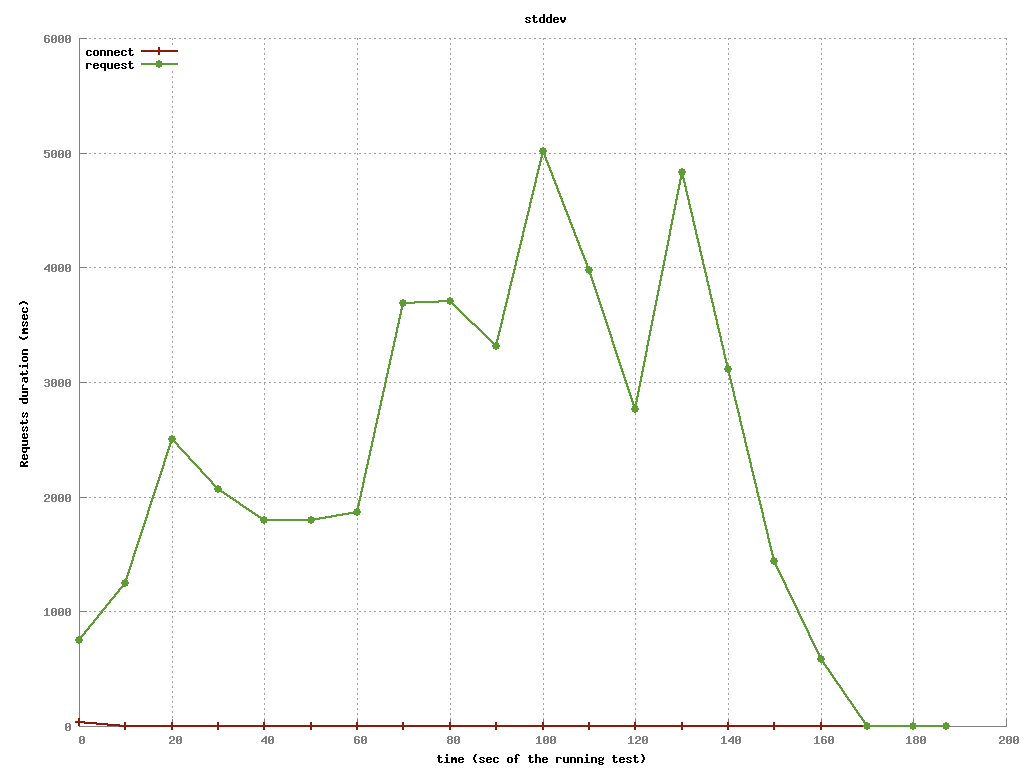 stddev
6000
connect
request
5000
4000
3000
Requests duration (msec)
2000
1000
0
0 20 40 60 80 100 120 140 160 180 200
time (sec of the running test)